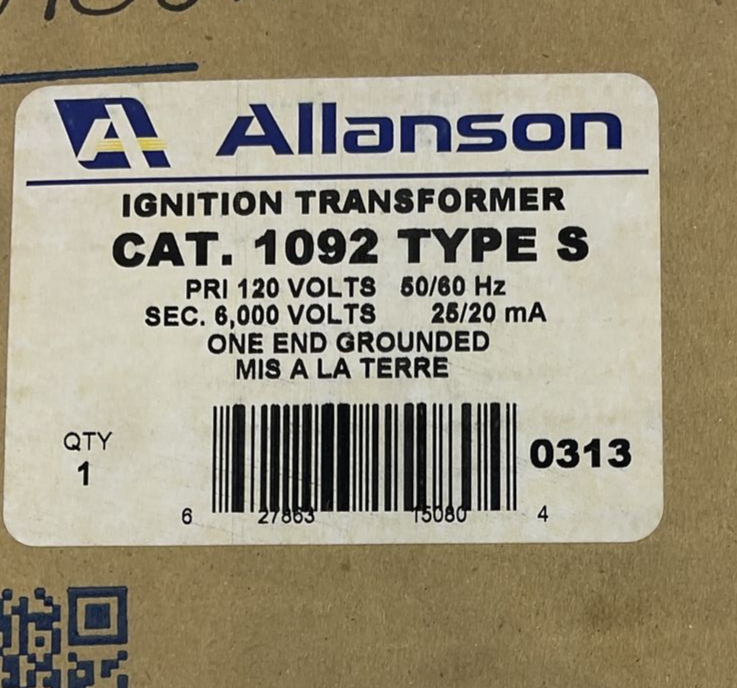 Allanson
IGNITION TRANSFORMER
CAT. 1092 TYPE S
PRI 120 VOLTS 50/60 Hz
SEC. 6,000 VOLTS 25/20 mA
ONE END GROUNDED
MIS A LA TERRE
QTY
1
0313
6 27863 15080 4